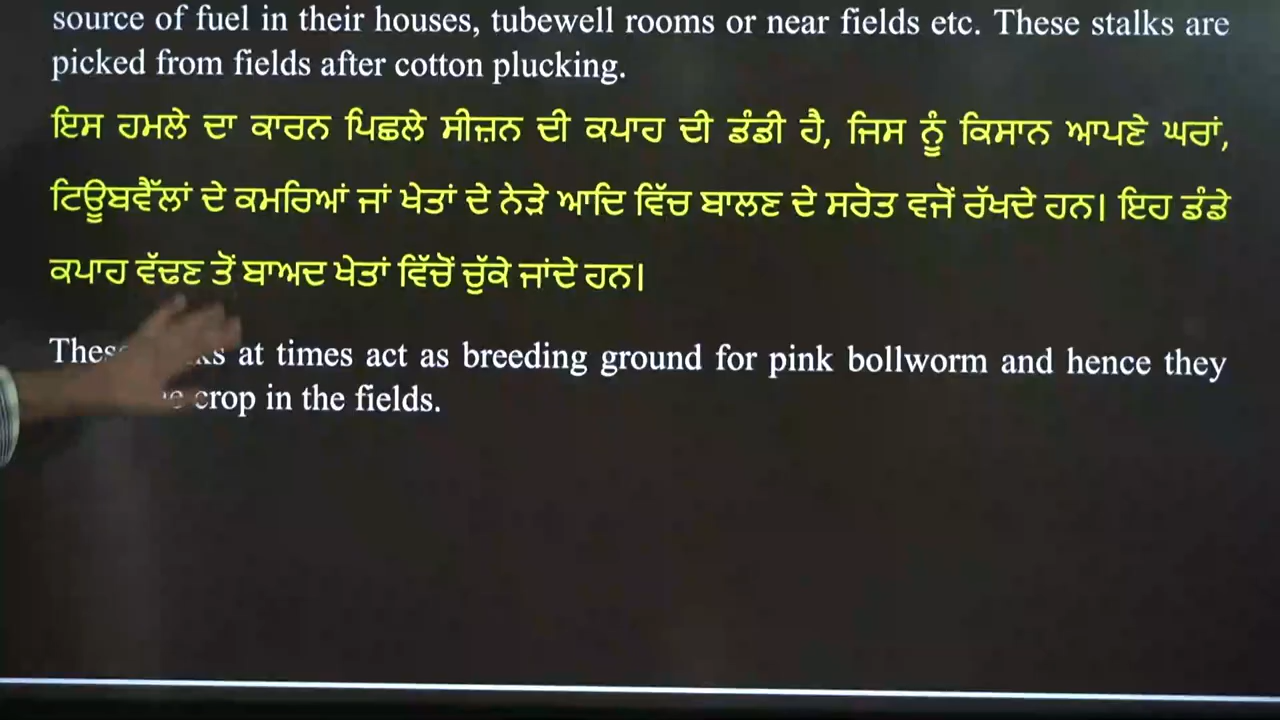 source of fuel in their houses, tubewell rooms or near fields etc. These stalks are
picked from fields after cotton plucking.
ਇਸ ਹਮਲੇ ਦਾ ਕਾਰਨ ਪਿਛਲੇ ਸੀਜ਼ਨ ਦੀ ਕਪਾਹ ਦੀ ਡੰਡੀ ਹੈ, ਜਿਸ ਨੂੰ ਕਿਸਾਨ ਆਪਣੇ ਘਰਾਂ,
ਟਿਊਬਵੈੱਲਾਂ ਦੇ ਕਮਰਿਆਂ ਜਾਂ ਖੇਤਾਂ ਦੇ ਨੇੜੇ ਆਦਿ ਵਿੱਚ ਬਾਲਣ ਦੇ ਸਰੋਤ ਵਜੋਂ ਰੱਖਦੇ ਹਨ। ਇਹ ਡੰਡੇ
ਕਪਾਹ ਵੱਢਣ ਤੋਂ ਬਾਅਦ ਖੇਤਾਂ ਵਿੱਚੋਂ ਚੁੱਕੇ ਜਾਂਦੇ ਹਨ।
at times act as breeding ground for pink bollworm and hence they
crop in the fields.